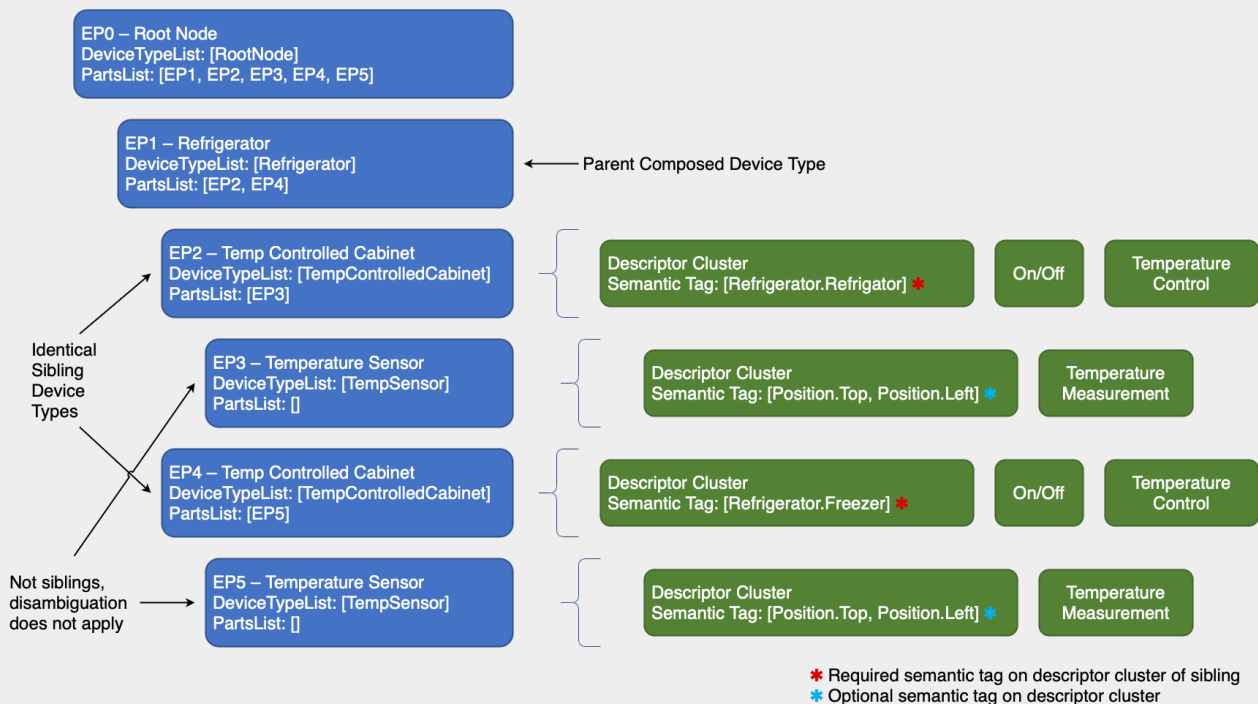 EP0 – Root Node
DeviceTypeList: [RootNode]
PartsList: [EP1, EP2, EP3, EP4, EP5]
EP1 – Refrigerator
DeviceTypeList: [Refrigerator]
PartsList: [EP2, EP4]
Parent Composed Device Type
EP2 – Temp Controlled Cabinet
DeviceTypeList: [TempControlledCabinet]
PartsList: [EP3]
Descriptor Cluster
Semantic Tag: [Refrigerator.Refrigator] *
On/Off
Temperature
Control
Identical
Sibling
Device
Types
EP3 – Temperature Sensor
DeviceTypeList: [TempSensor]
PartsList: []
Descriptor Cluster
Semantic Tag: [Position.Top, Position.Left] *
Temperature
Measurement
EP4 – Temp Controlled Cabinet
DeviceTypeList: [TempControlledCabinet]
PartsList: [EP5]
Descriptor Cluster
Semantic Tag: [Refrigerator.Freezer] *
On/Off
Temperature
Control
Not siblings,
disambiguation
does not apply
EP5 – Temperature Sensor
DeviceTypeList: [TempSensor]
PartsList: []
Descriptor Cluster
Semantic Tag: [Position.Top, Position.Left] *
Temperature
Measurement
* Required semantic tag on descriptor cluster of sibling
* Optional semantic tag on descriptor cluster